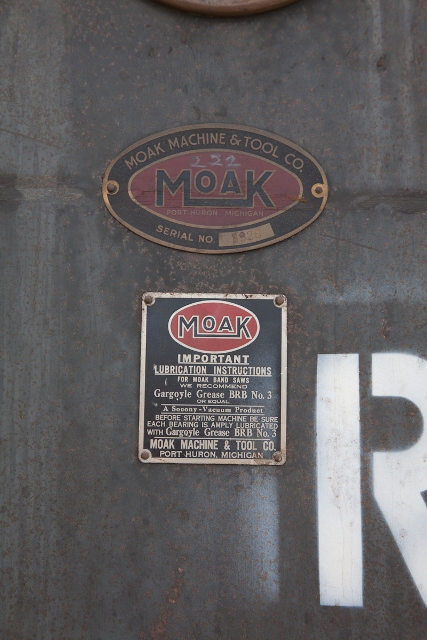 MOAK MACHINE & TOOL CO.
222
MOAK
PORT HURON, MICHIGAN
SERIAL NO.
MOAK
IMPORTANT
LUBRICATION INSTRUCTIONS
FOR MOAK BAND SAWS
WE RECOMMEND
Gargoyle Grease BRB No. 3
OR EQUAL
A Socony-Vacuum Product
BEFORE STARTING MACHINE BE SURE
EACH BEARING IS AMPLY LUBRICATED
WITH Gargoyle Grease BRB No. 3
MOAK MACHINE & TOOL CO.
PORT HURON, MICHIGAN
R